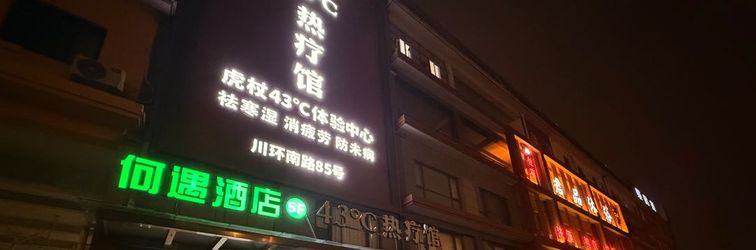 ℃
热
疗
馆
虎杖43℃体验中心
祛寒湿 消疲劳 防未病
川环南路85号
何遇酒店 5F
43℃热疗馆